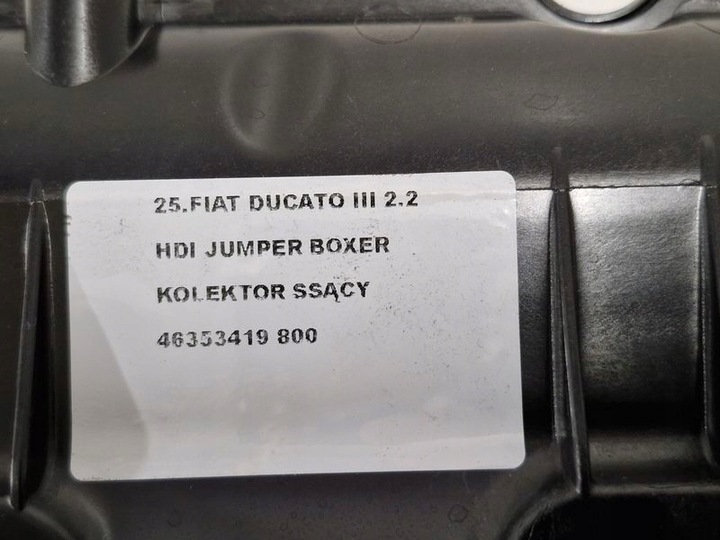 25.FIAT DUCATO III 2.2
HDI JUMPER BOXER
KOLEKTOR SSĄCY
46353419 800